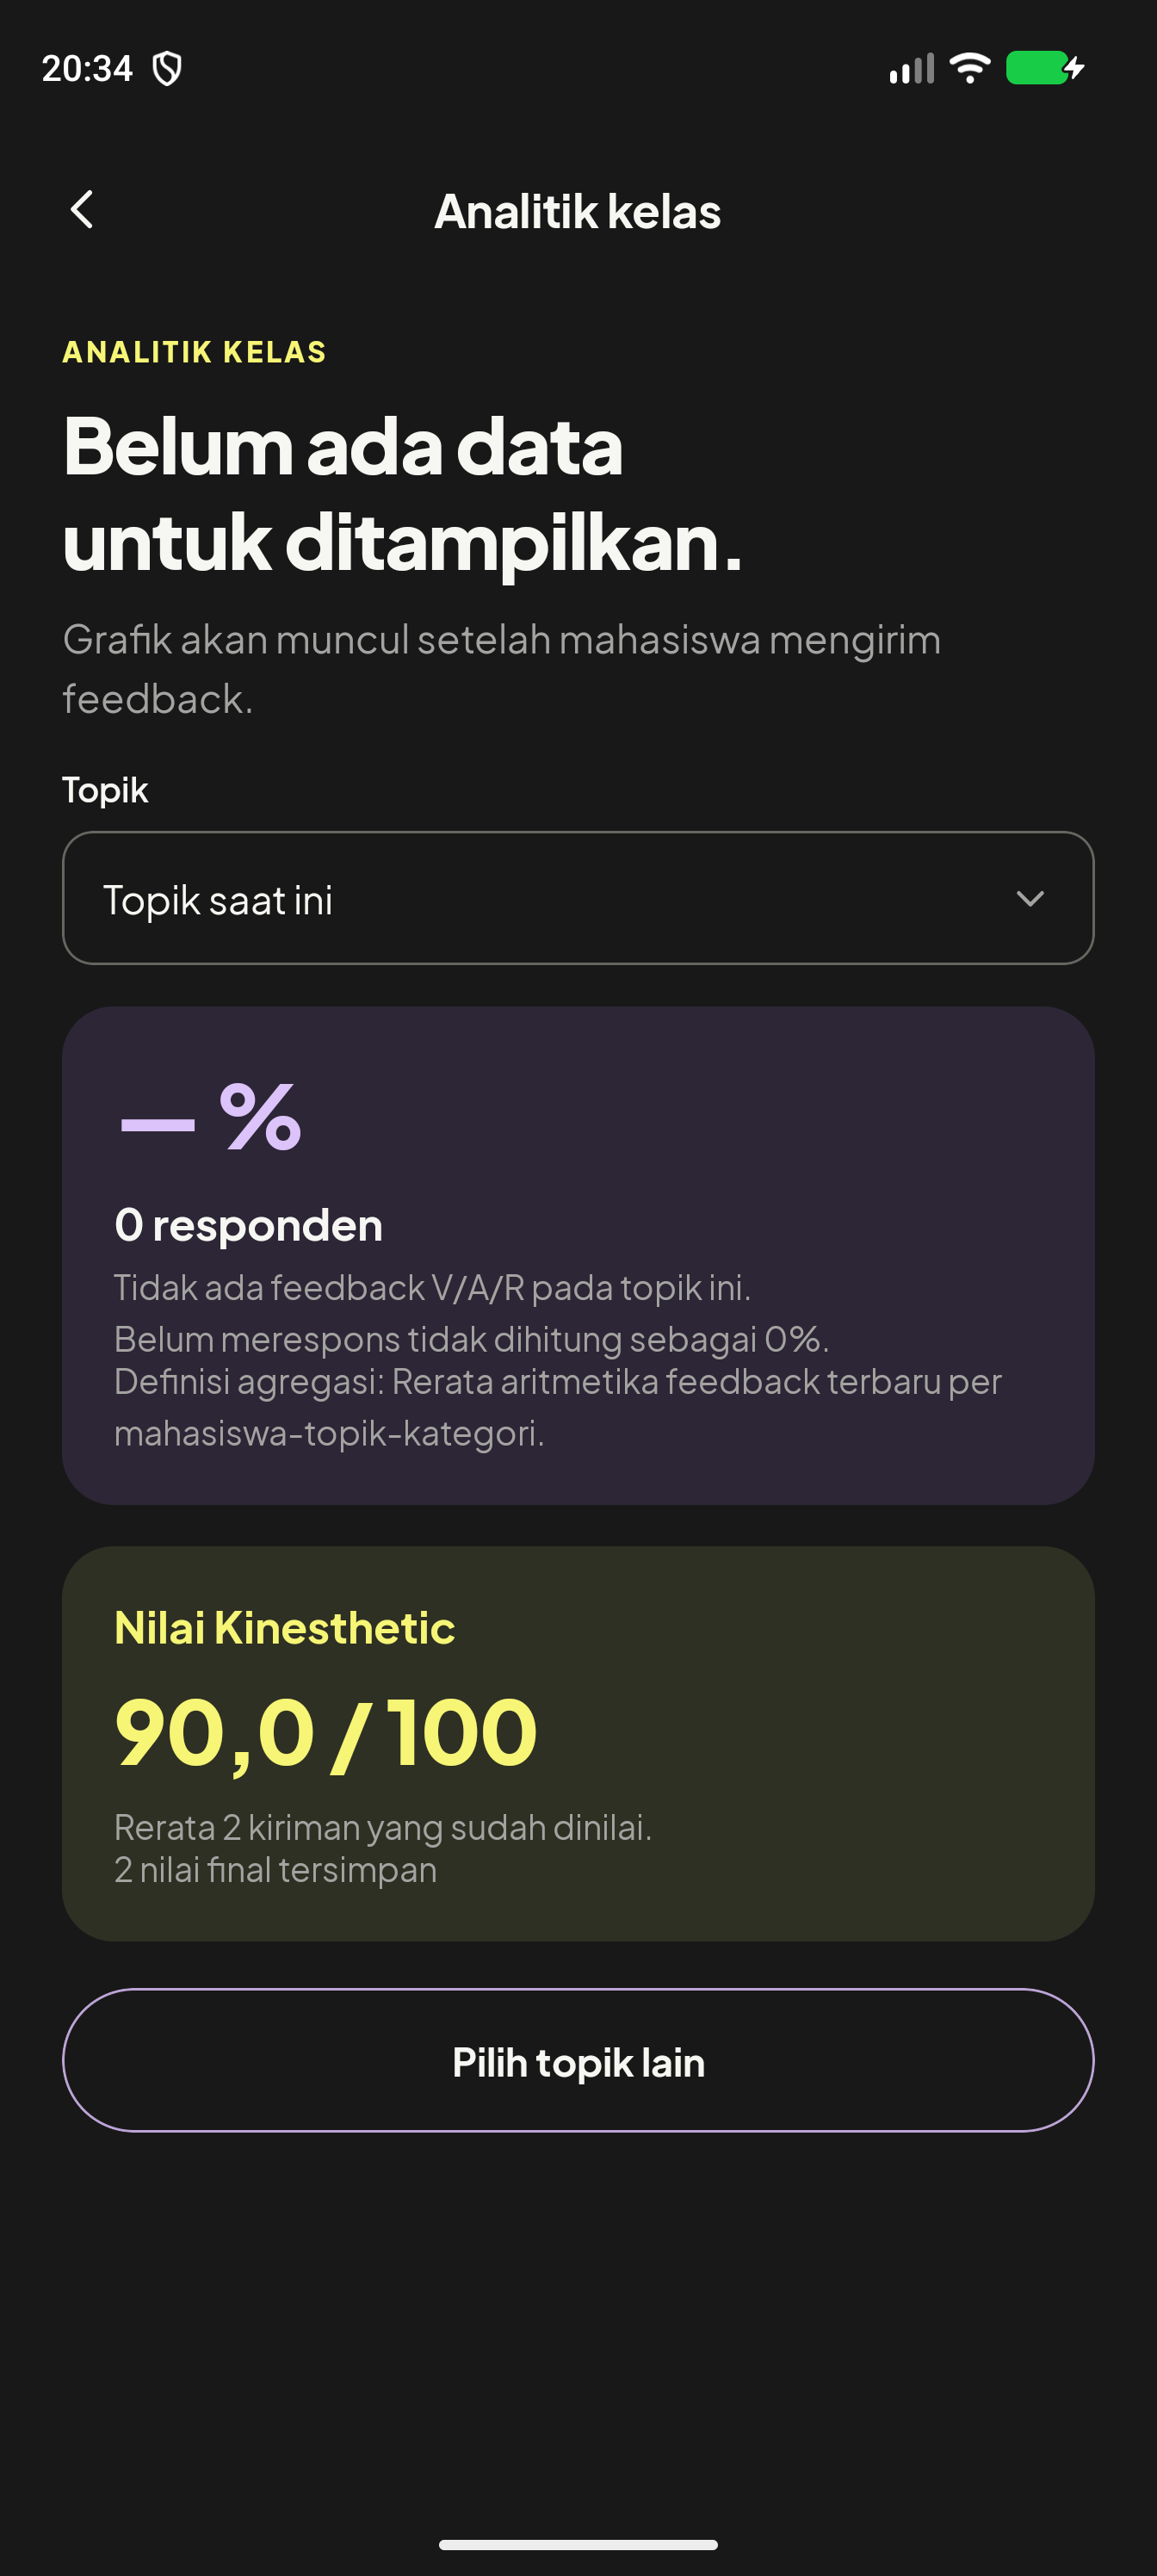 20:34
Analitik kelas
ANALITIK KELAS
Belum ada data
untuk ditampilkan.
Grafik akan muncul setelah mahasiswa mengirim
feedback.
Topik
Topik saat ini
— %
0 responden
Tidak ada feedback V/A/R pada topik ini.
Belum merespons tidak dihitung sebagai 0%.
Definisi agregasi: Rerata aritmetika feedback terbaru per
mahasiswa-topik-kategori.
Nilai Kinesthetic
90,0 / 100
Rerata 2 kiriman yang sudah dinilai.
2 nilai final tersimpan
Pilih topik lain